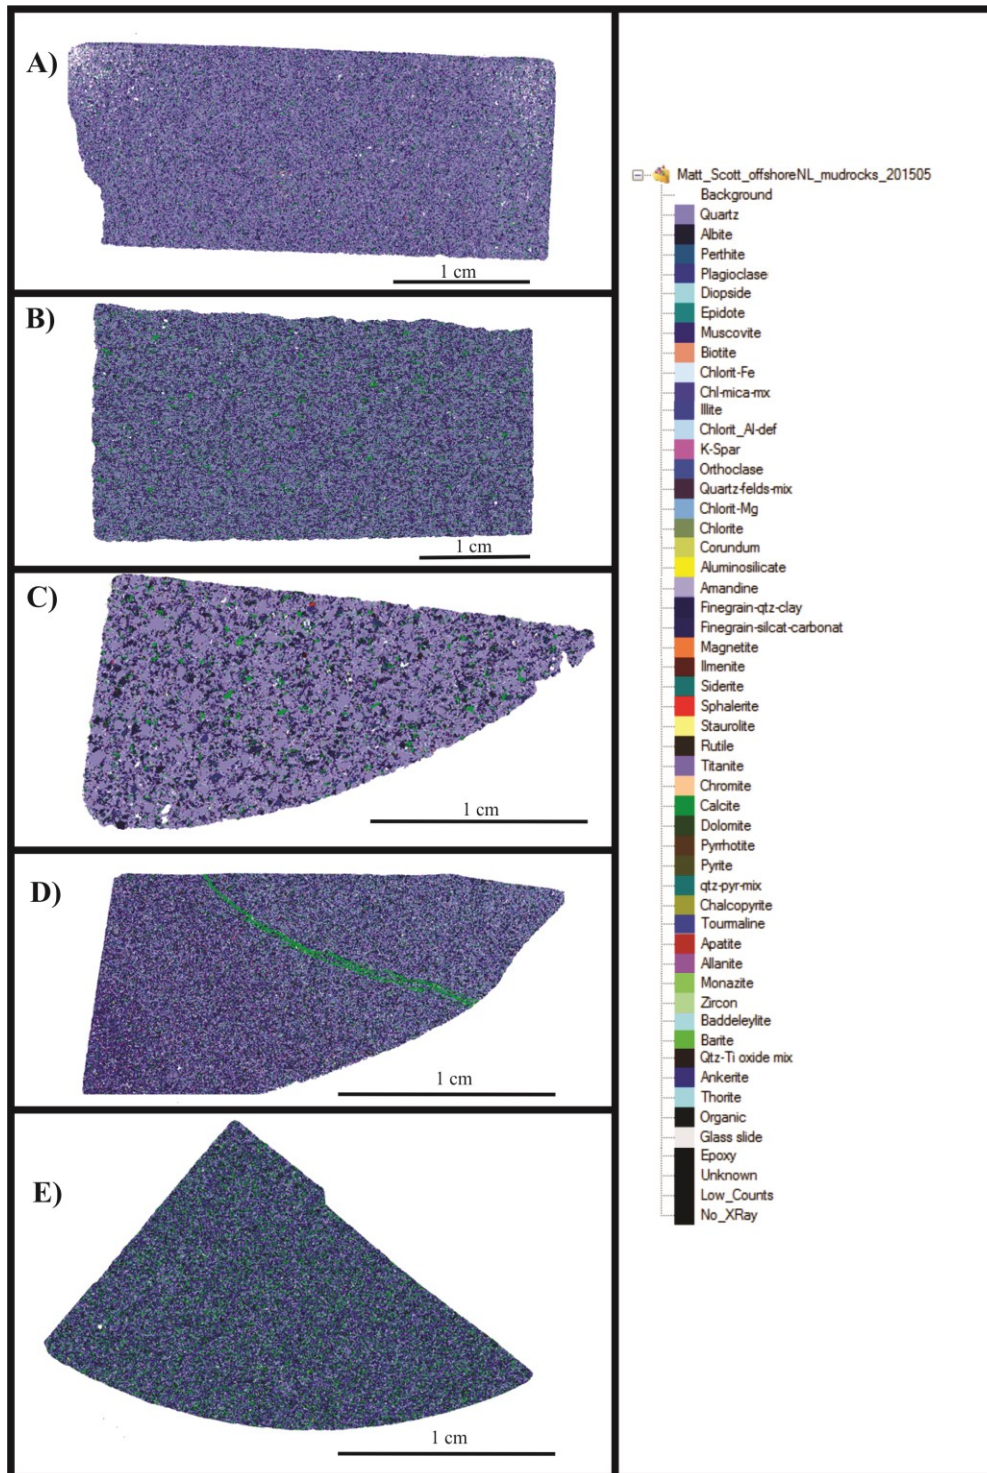 A)
1 cm
B)
1 cm
C)
1 cm
D)
1 cm
E)
1 cm
Matt_Scott_offshoreNL_mudrocks_201505
Background
Quartz
Albite
Perthite
Plagioclase
Diopside
Epidote
Muscovite
Biotite
Chlorit-Fe
Chl-mica-mx
Illite
Chlorit_Al-def
K-Spar
Orthoclase
Quartz-felds-mix
Chlorit-Mg
Chlorite
Corundum
Aluminosilicate
Amandine
Finegrain-qtz-clay
Finegrain-silcat-carbonat
Magnetite
Ilmenite
Siderite
Sphalerite
Staurolite
Rutile
Titanite
Chromite
Calcite
Dolomite
Pyrrhotite
Pyrite
qtz-pyr-mix
Chalcopyrite
Tourmaline
Apatite
Allanite
Monazite
Zircon
Baddeleylite
Barite
Qtz-Ti oxide mix
Ankerite
Thorite
Organic
Glass slide
Epoxy
Unknown
Low_Counts
No_XRay